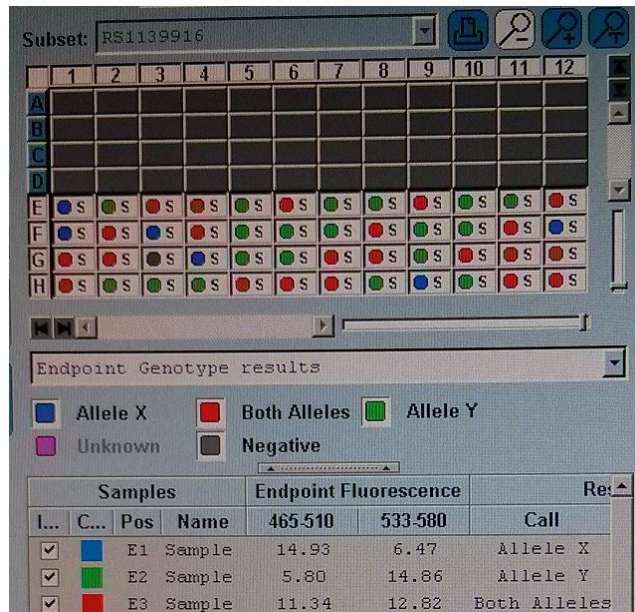 Subset: RS1139916
1 2 3 4 5 6 7 8 9 10 11 12
A
B
C
D
E S S S S S S S S S S S S
F S S S S S S S S S S S S
G S S S S S S S S S S S S
H S S S S S S S S S S S S
Endpoint Genotype results
Allele X Both Alleles Allele Y
Unknown Negative
Samples Endpoint Fluorescence Res
I... C... Pos Name 465-510 533-580 Call
E1 Sample 14.93 6.47 Allele X
E2 Sample 5.80 14.86 Allele Y
E3 Sample 11.34 12.82 Both Alleles